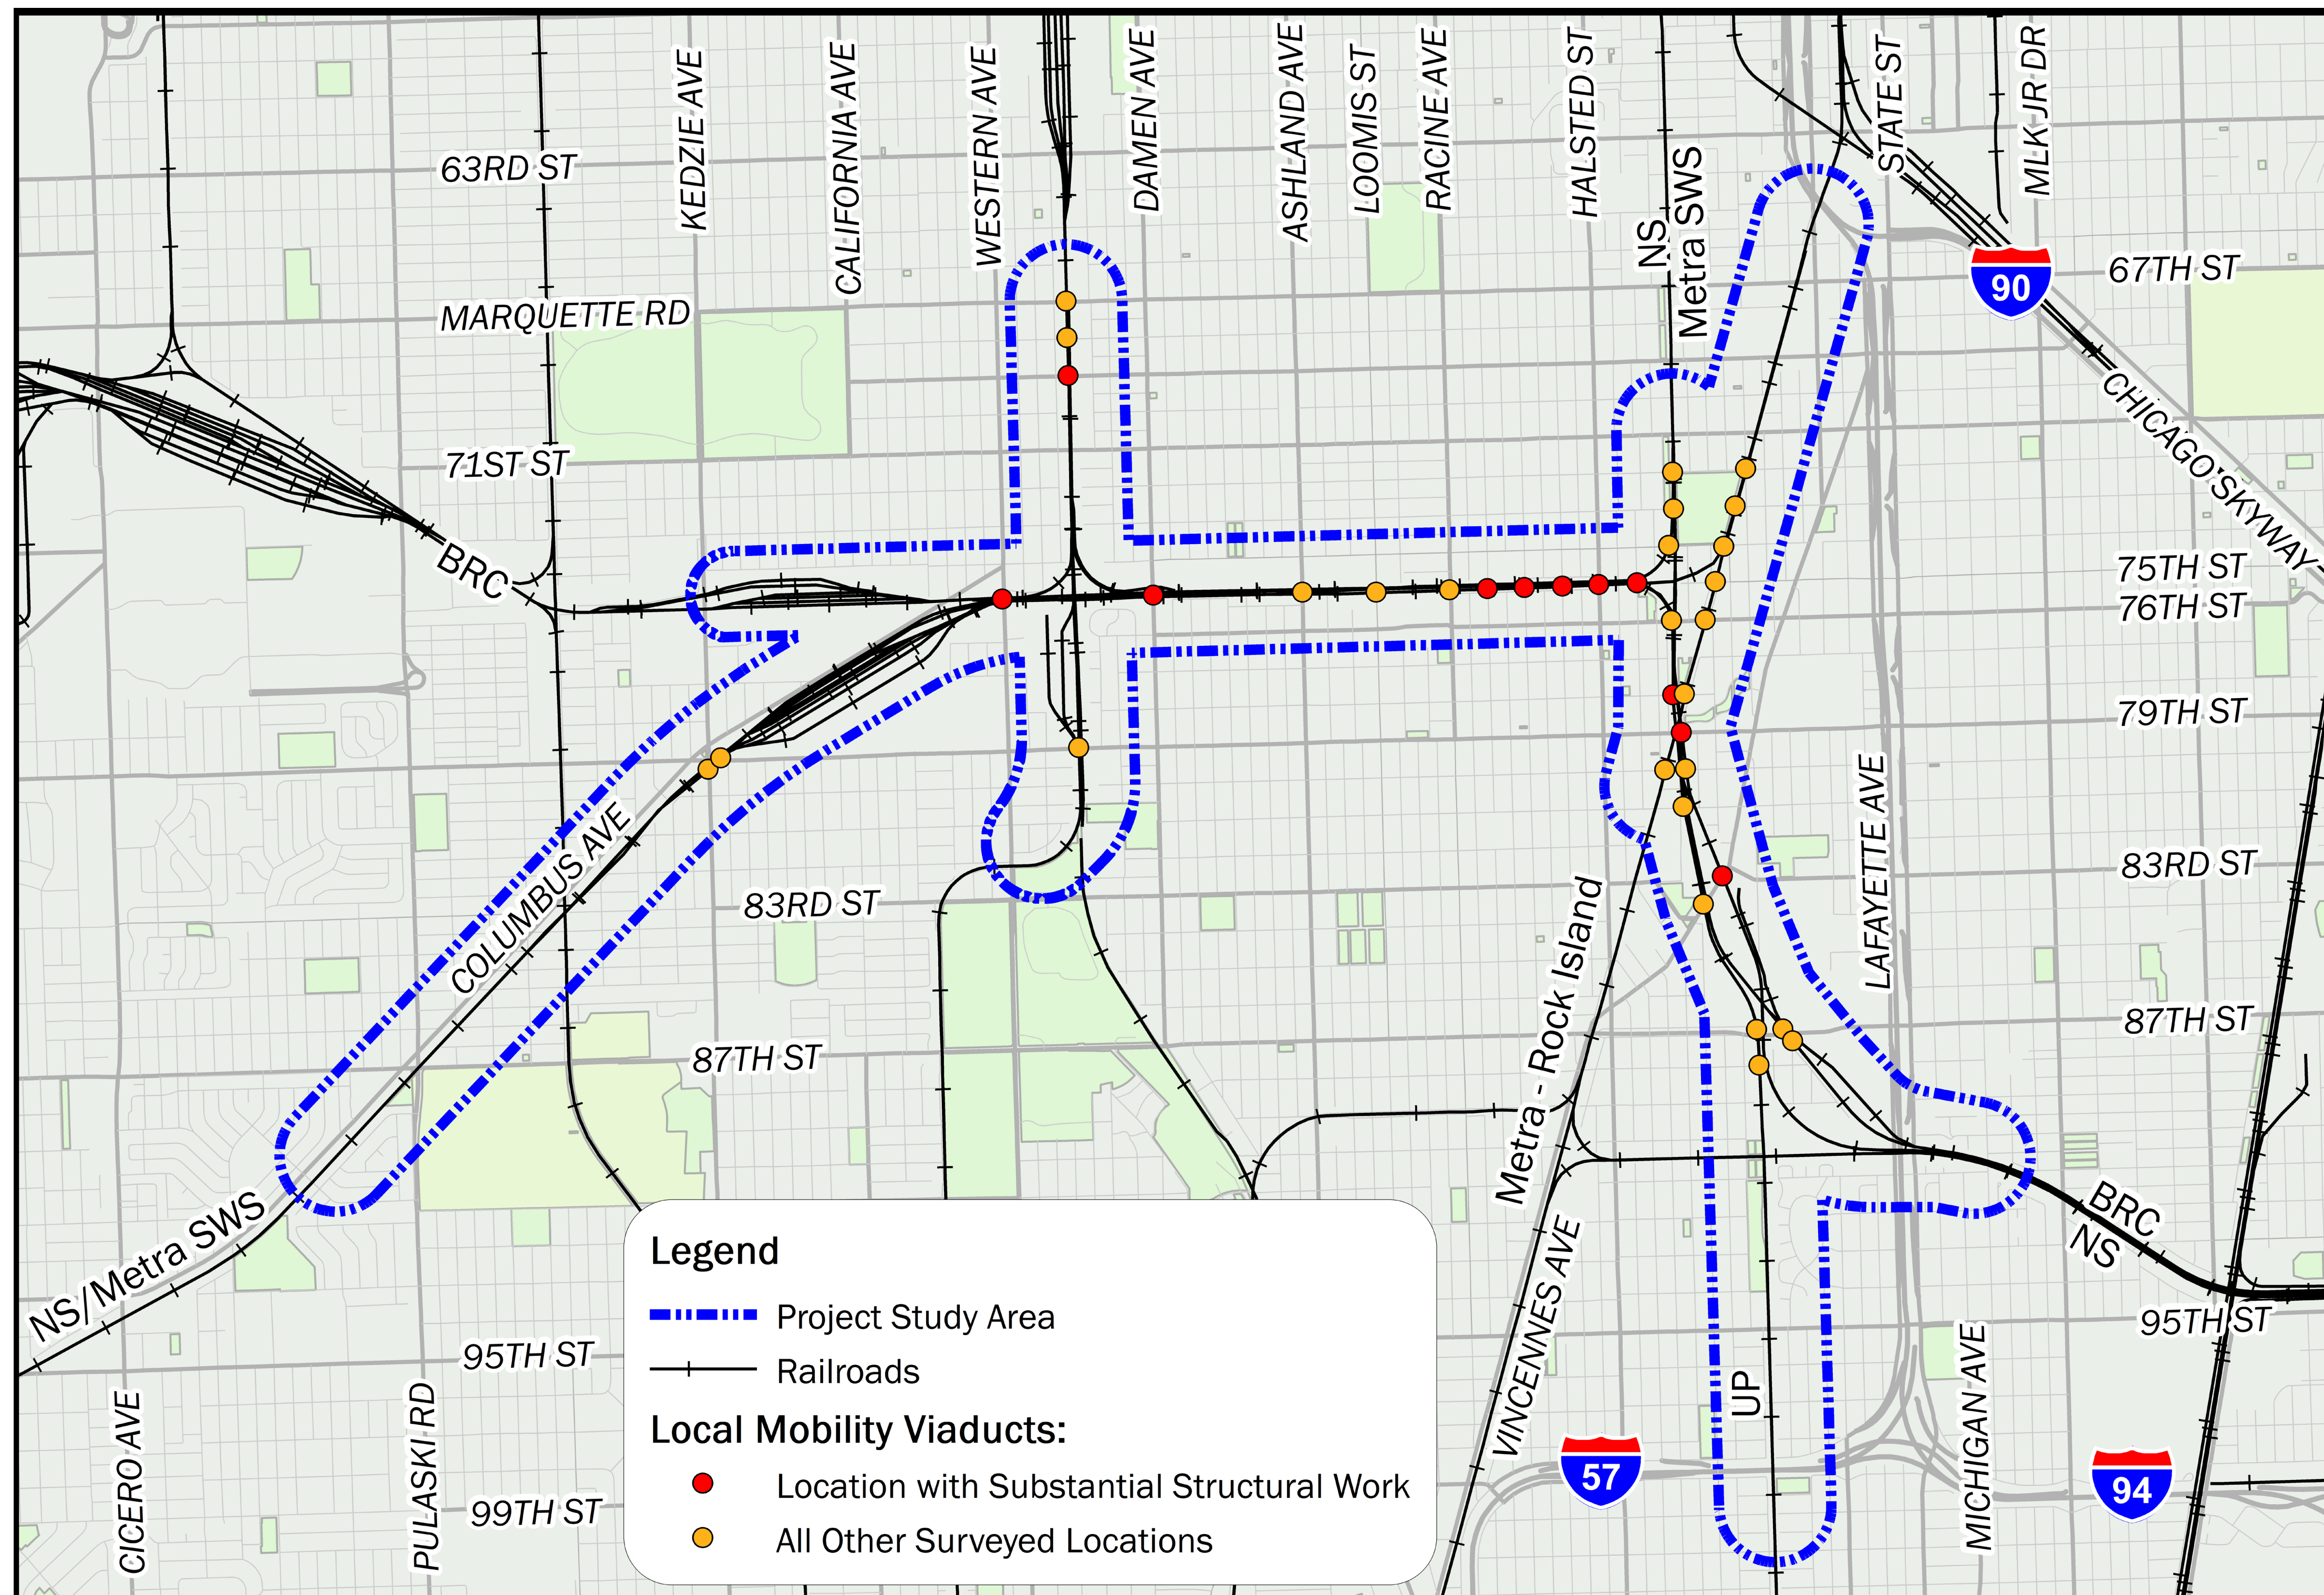 KEDZIE AVE
CALIFORNIA AVE
WESTERN AVE
DAMEN AVE
ASHLAND AVE
LOOMIS ST
RACINE AVE
HALSTED ST
NS
Metra SWS
STATE ST
MLK JR DR
63RD ST
MARQUETTE RD
71ST ST
BRC
90
67TH ST
CHICAGO SKYWAY
75TH ST
76TH ST
79TH ST
83RD ST
87TH ST
95TH ST
LAFAYETTE AVE
COLUMBUS AVE
83RD ST
87TH ST
Metra - Rock Island
VINCENNES AVE
BRC
NS
NS/Metra SWS
95TH ST
99TH ST
CICERO AVE
PULASKI RD
UP
57
MICHIGAN AVE
94
Legend
Project Study Area
Railroads
Local Mobility Viaducts:
Location with Substantial Structural Work
All Other Surveyed Locations